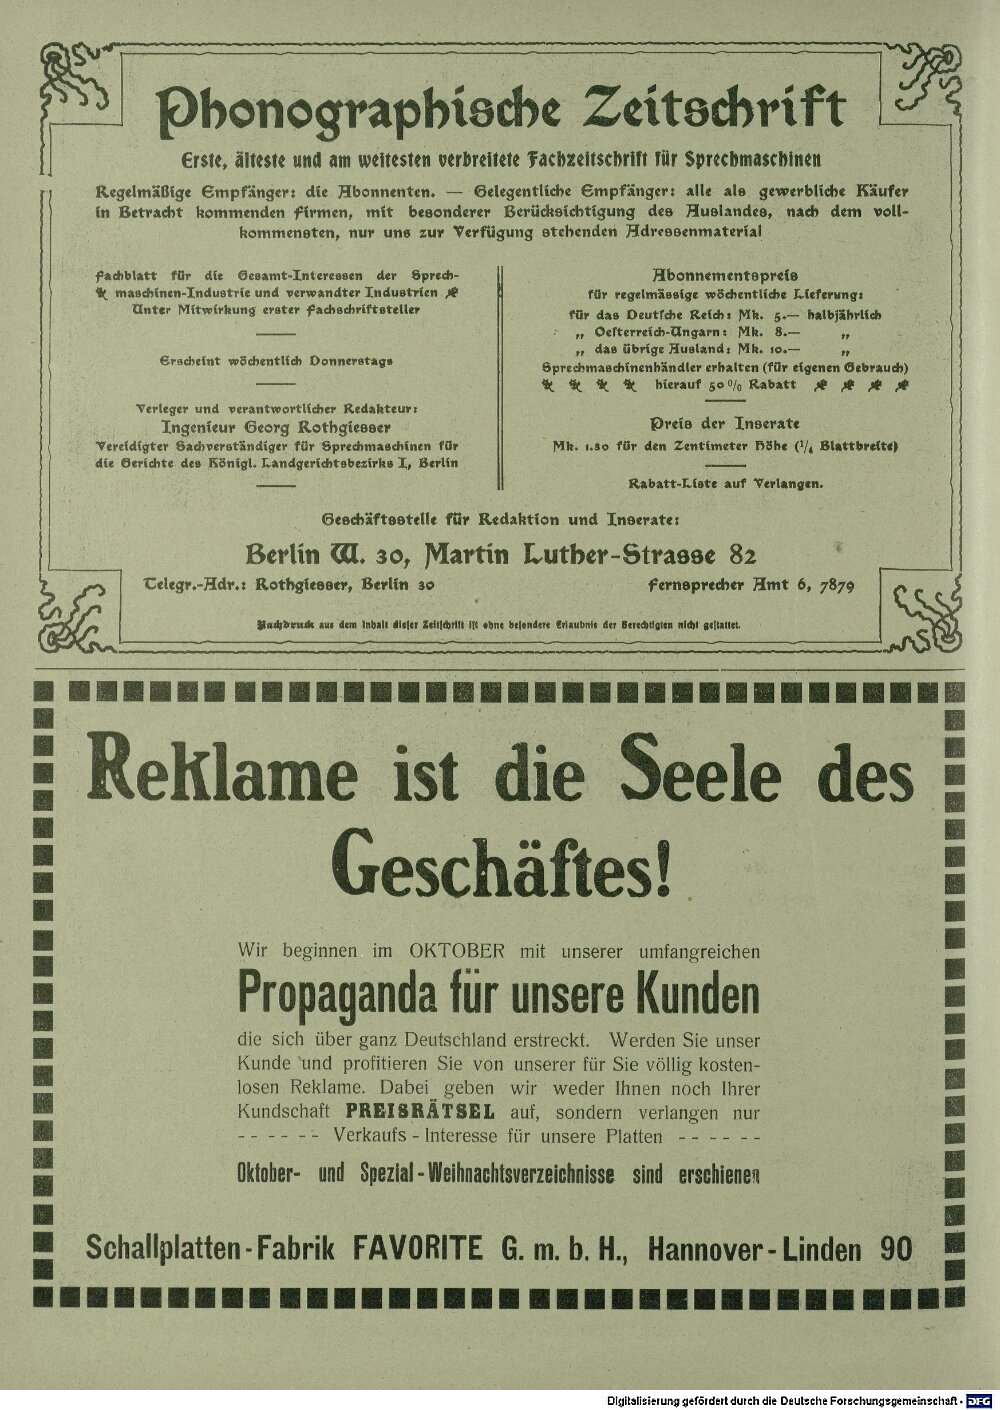 Phonographische Zeitschrift
Erste, älteste und am weitesten verbreitete Fachzeitschrift für Sprechmaschinen
Regelmäßige Empfänger: die Abonnenten. — Gelegentliche Empfänger: alle als gewerbliche Käufer
in Betracht kommenden Firmen, mit besonderer Berücksichtigung des Auslandes, nach dem voll-
kommensten, nur uns zur Verfügung stehenden Adressenmaterial
Fachblatt für die Gesamt-Interessen der Sprech-
maschinen-Industrie und verwandter Industrien
Unter Mitwirkung erster Fachschriftsteller
Erscheint wöchentlich Donnerstags
Verleger und verantwortlicher Redakteur:
Ingenieur Georg Rothgiesser
Vereidigter Sachverständiger für Sprechmaschinen für
die Gerichte des Königl. Landgerichtsbezirks I, Berlin
Abonnementspreis
für regelmässige wöchentliche Lieferung:
für das Deutsche Reich: Mk. 5.— halbjährlich
„ Oesterreich-Ungarn: Mk. 8.— „
„ das übrige Ausland: Mk. 10.— „
Sprechmaschinenhändler erhalten (für eigenen Gebrauch)
hierauf 50 % Rabatt
Preis der Inserate
Mk. 1.30 für den Zentimeter Höhe (1/4 Blattbreite)
Rabatt-Liste auf Verlangen.
Geschäftsstelle für Redaktion und Inserate:
Berlin W. 30, Martin Luther-Strasse 82
Telegr.-Adr.: Rothgiesser, Berlin 30 Fernsprecher Amt 6, 7879
Nachdruck aus dem Inhalt dieser Zeitschrift ist ohne besondere Erlaubnis der Berechtigten nicht gestattet.
Reklame ist die Seele des
Geschäftes!
Wir beginnen im OKTOBER mit unserer umfangreichen
Propaganda für unsere Kunden
die sich über ganz Deutschland erstreckt. Werden Sie unser
Kunde und profitieren Sie von unserer für Sie völlig kosten-
losen Reklame. Dabei geben wir weder Ihnen noch Ihrer
Kundschaft PREISRÄTSEL auf, sondern verlangen nur
- - - - - - Verkaufs - Interesse für unsere Platten - - - - - -
Oktober- und Spezial-Weihnachtsverzeichnisse sind erschienen
Schallplatten-Fabrik FAVORITE G. m. b. H., Hannover-Linden 90
Digitalisierung gefördert durch die Deutsche Forschungsgemeinschaft - DFG